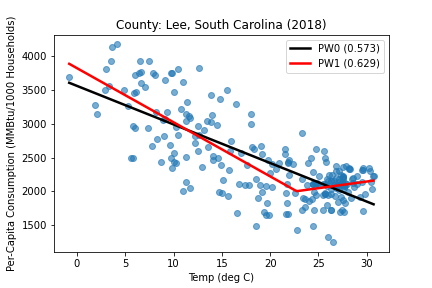 County: Lee, South Carolina (2018)
PW0 (0.573)
PW1 (0.629)
Per-Capita Consumption (MMBtu/1000 Households)
4000
3500
3000
2500
2000
1500
0 5 10 15 20 25 30
Temp (deg C)